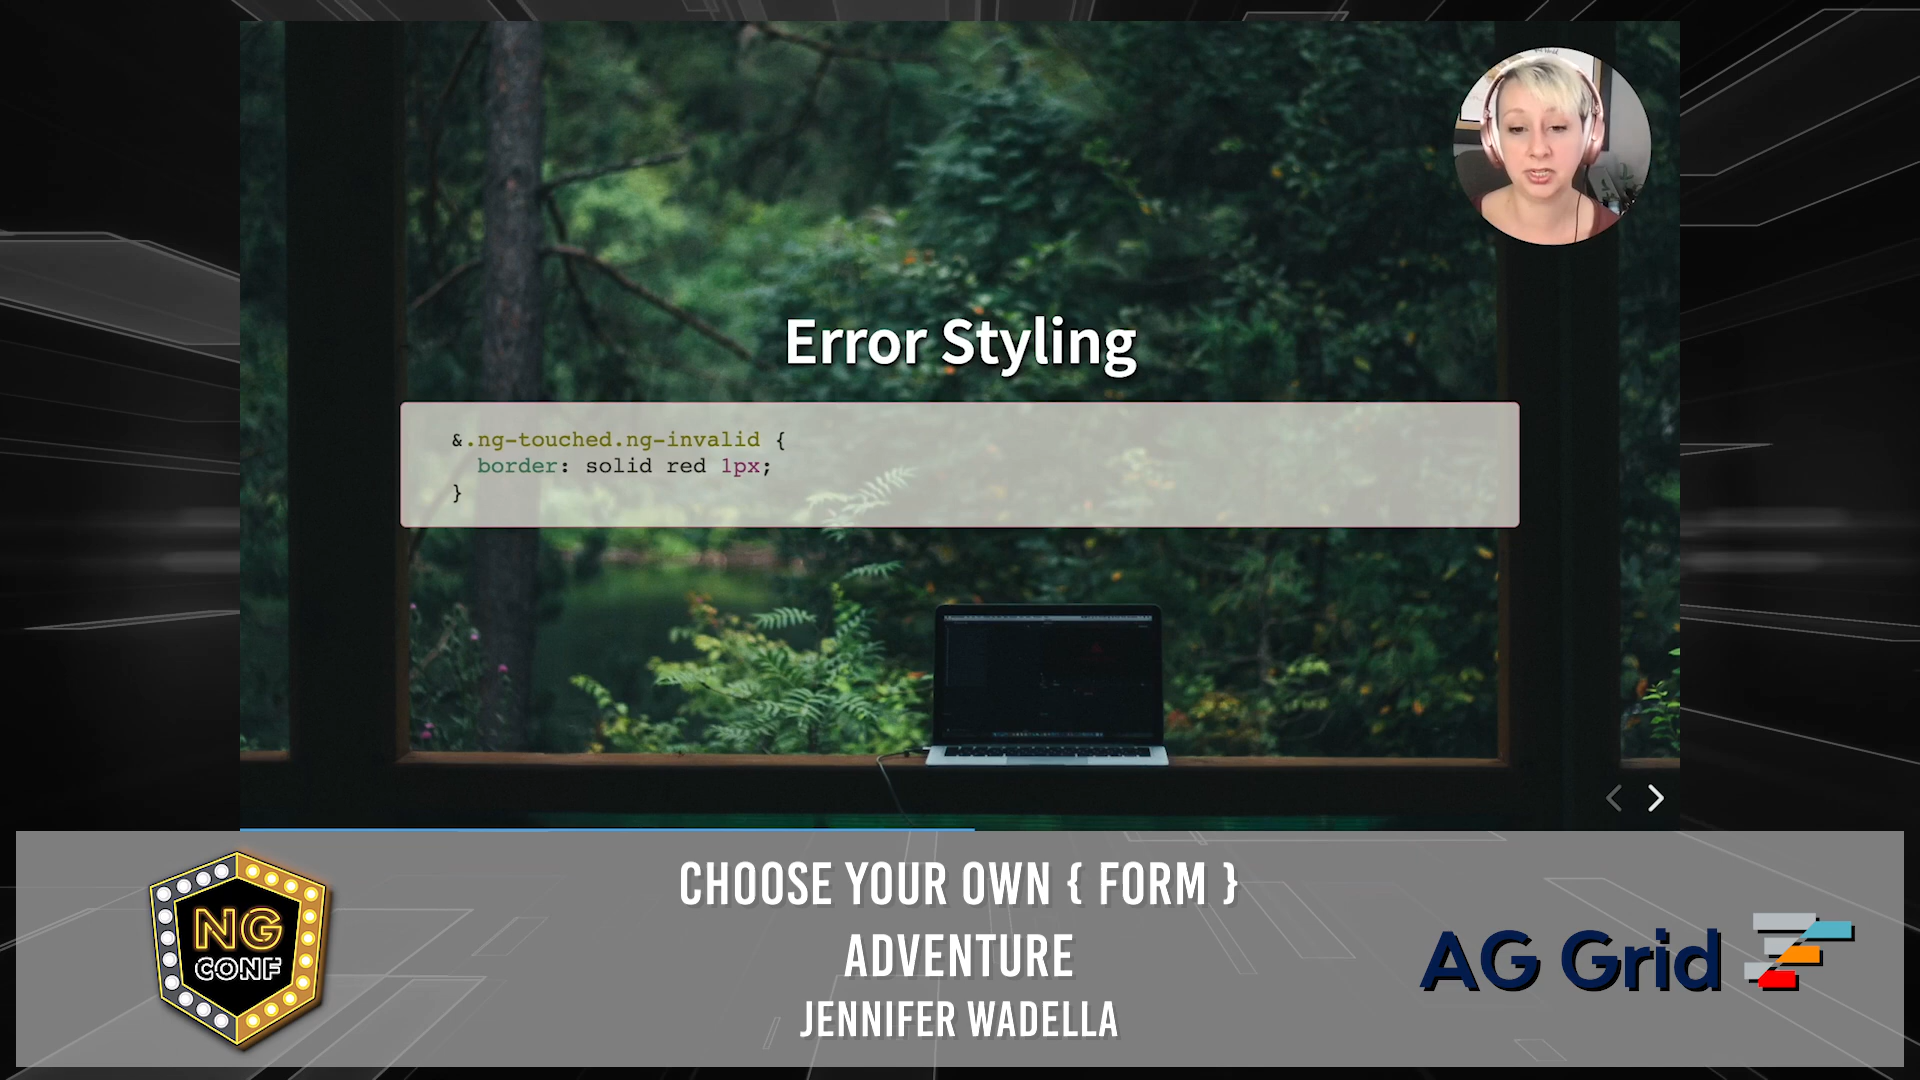 Error Styling
&.ng-touched.ng-invalid {
  border: solid red 1px;
}
CHOOSE YOUR OWN { FORM }
ADVENTURE
JENNIFER WADELLA
NG
CONF
AG Grid